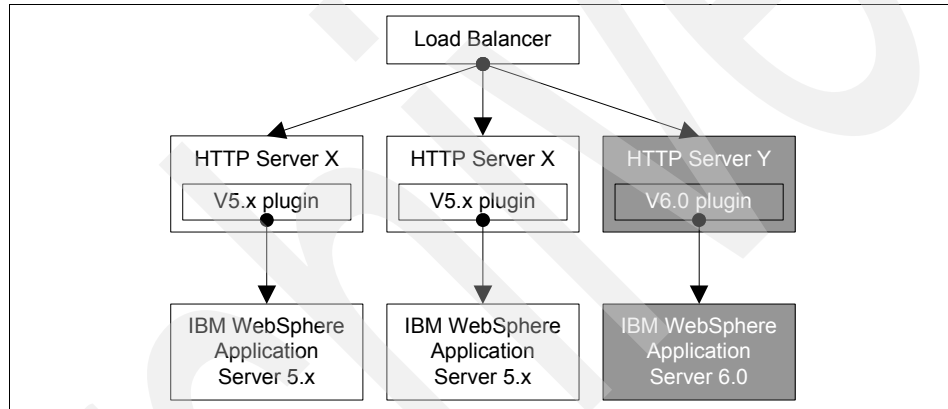 Load Balancer
HTTP Server X
V5.x plugin
HTTP Server X
V5.x plugin
HTTP Server Y
V6.0 plugin
IBM WebSphere
Application
Server 5.x
IBM WebSphere
Application
Server 5.x
IBM WebSphere
Application
Server 6.0